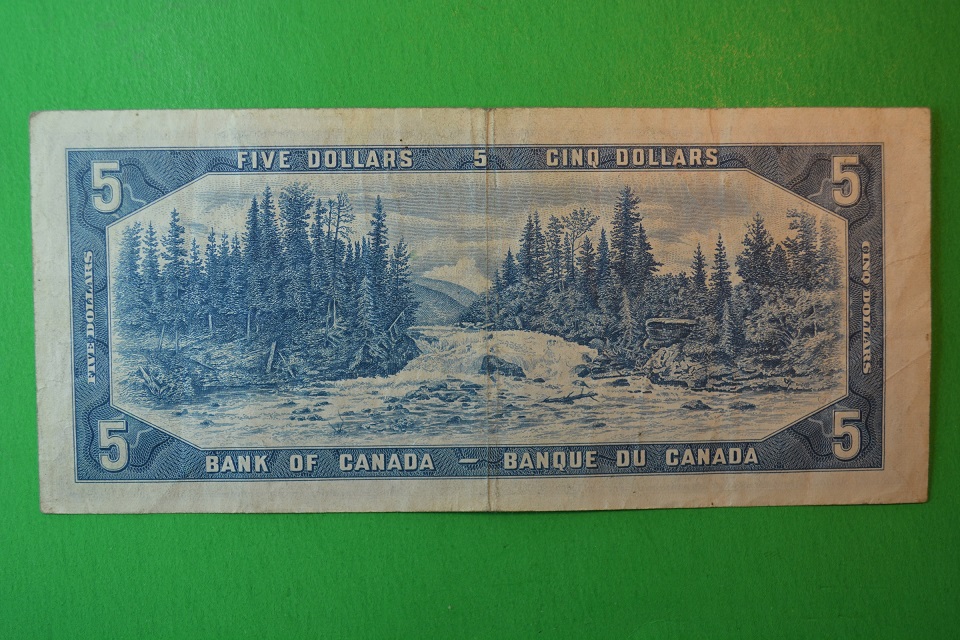 FIVE DOLLARS 5 CINQ DOLLARS
5 5
FIVE DOLLARS
CINQ DOLLARS
5 5
BANK OF CANADA — BANQUE DU CANADA